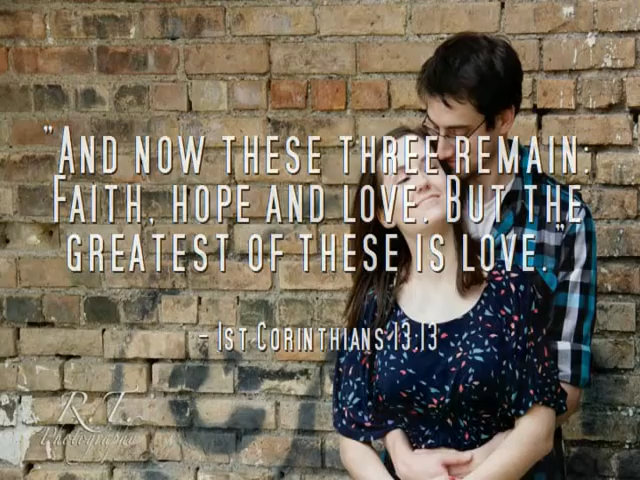 "And now these three remain:
Faith, hope and love. But the
greatest of these is love."
- 1st Corinthians 13:13
R.T.
Photography